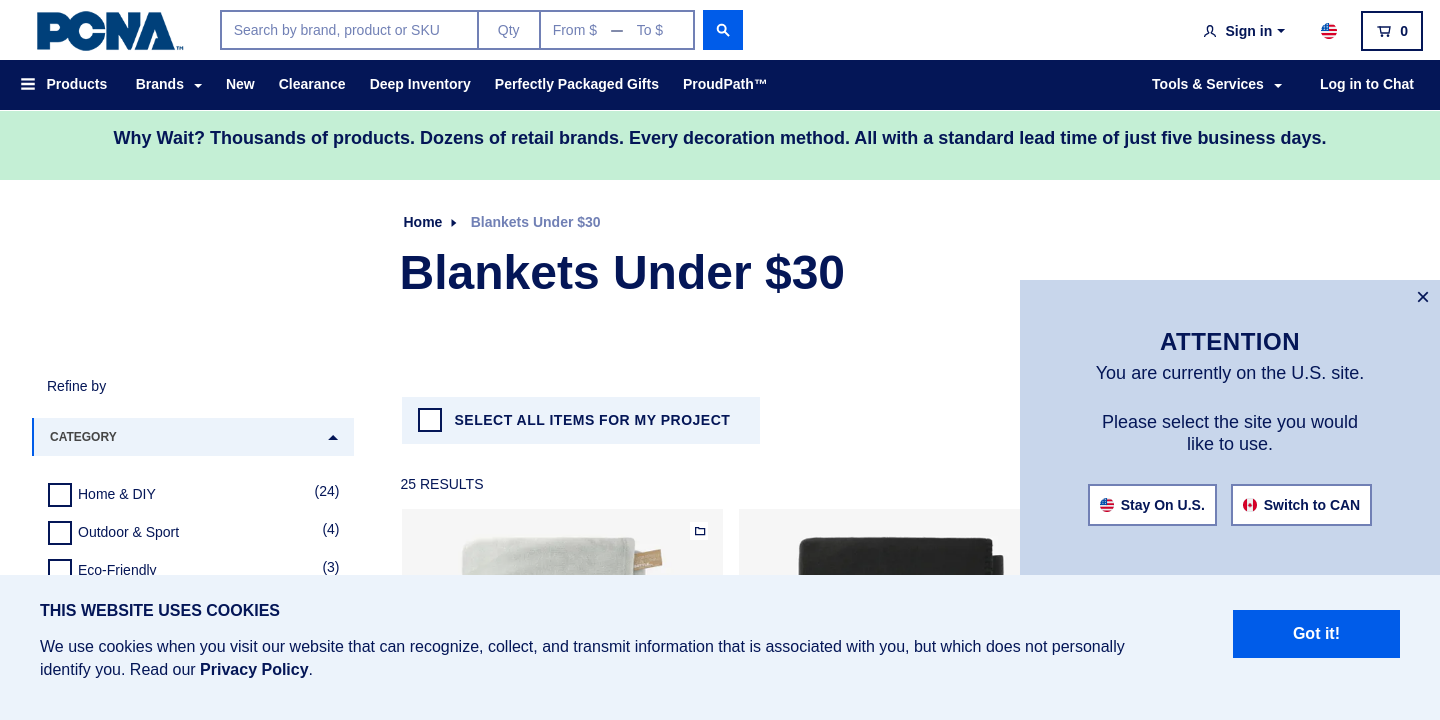 PCNA™
Search by brand, product or SKU
Qty
From $ — To $
Sign in
0
Products
Brands
New
Clearance
Deep Inventory
Perfectly Packaged Gifts
ProudPath™
Tools & Services
Log in to Chat
Why Wait? Thousands of products. Dozens of retail brands. Every decoration method. All with a standard lead time of just five business days.
Home
Blankets Under $30
Blankets Under $30
×
ATTENTION
You are currently on the U.S. site.
Please select the site you would
like to use.
Stay On U.S.
Switch to CAN
Refine by
CATEGORY
Home & DIY (24)
Outdoor & Sport (4)
Eco-Friendly (3)
SELECT ALL ITEMS FOR MY PROJECT
25 RESULTS
THIS WEBSITE USES COOKIES
We use cookies when you visit our website that can recognize, collect, and transmit information that is associated with you, but which does not personally
identify you. Read our Privacy Policy.
Got it!